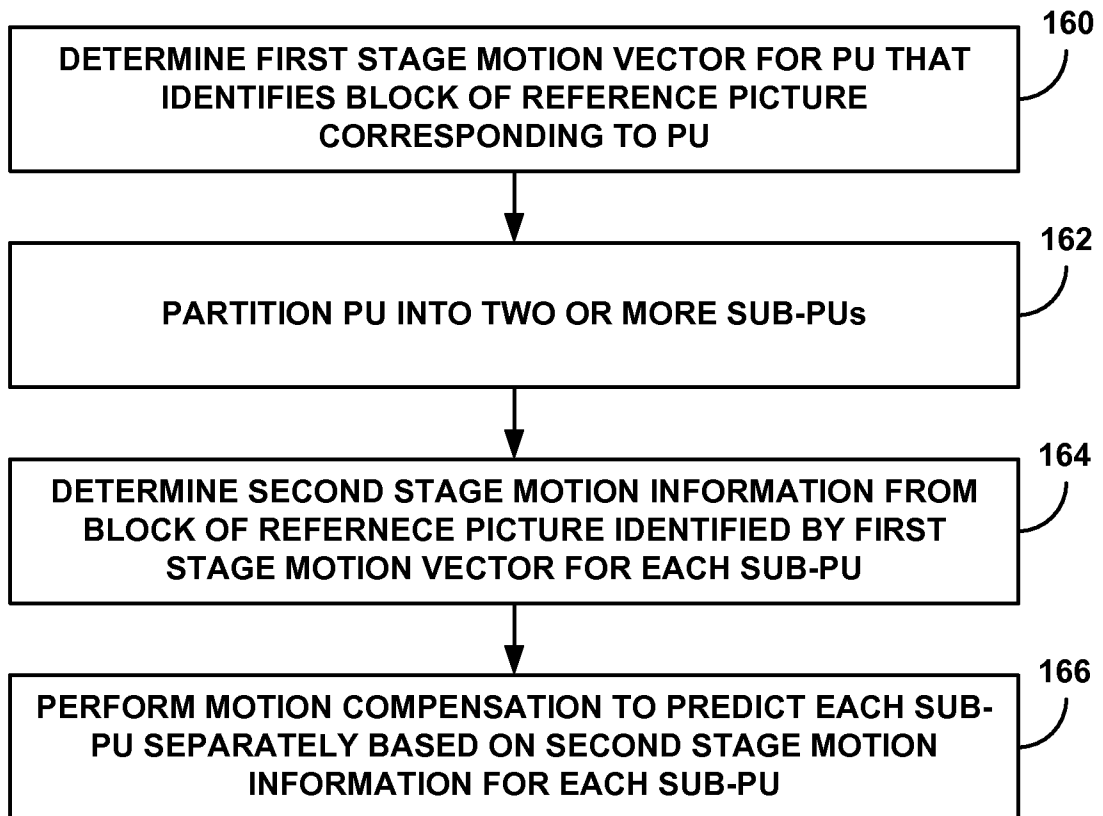 160
DETERMINE FIRST STAGE MOTION VECTOR FOR PU THAT
IDENTIFIES BLOCK OF REFERENCE PICTURE
CORRESPONDING TO PU
162
PARTITION PU INTO TWO OR MORE SUB-PUs
164
DETERMINE SECOND STAGE MOTION INFORMATION FROM
BLOCK OF REFERNECE PICTURE IDENTIFIED BY FIRST
STAGE MOTION VECTOR FOR EACH SUB-PU
166
PERFORM MOTION COMPENSATION TO PREDICT EACH SUB-
PU SEPARATELY BASED ON SECOND STAGE MOTION
INFORMATION FOR EACH SUB-PU